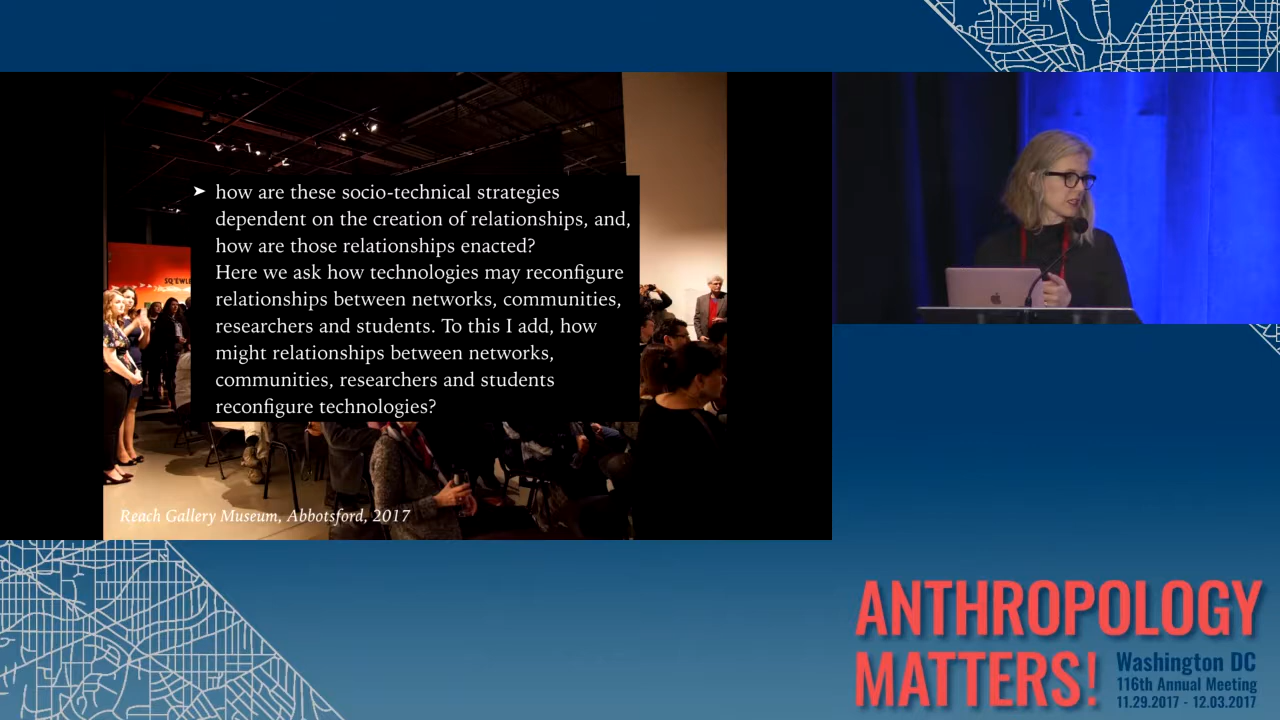 how are these socio-technical strategies
dependent on the creation of relationships, and,
how are those relationships enacted?
Here we ask how technologies may reconfigure
relationships between networks, communities,
researchers and students. To this I add, how
might relationships between networks,
communities, researchers and students
reconfigure technologies?
SQ'EWLE
Reach Gallery Museum, Abbotsford, 2017
ANTHROPOLOGY
MATTERS!
Washington DC
116th Annual Meeting
11.29.2017 - 12.03.2017